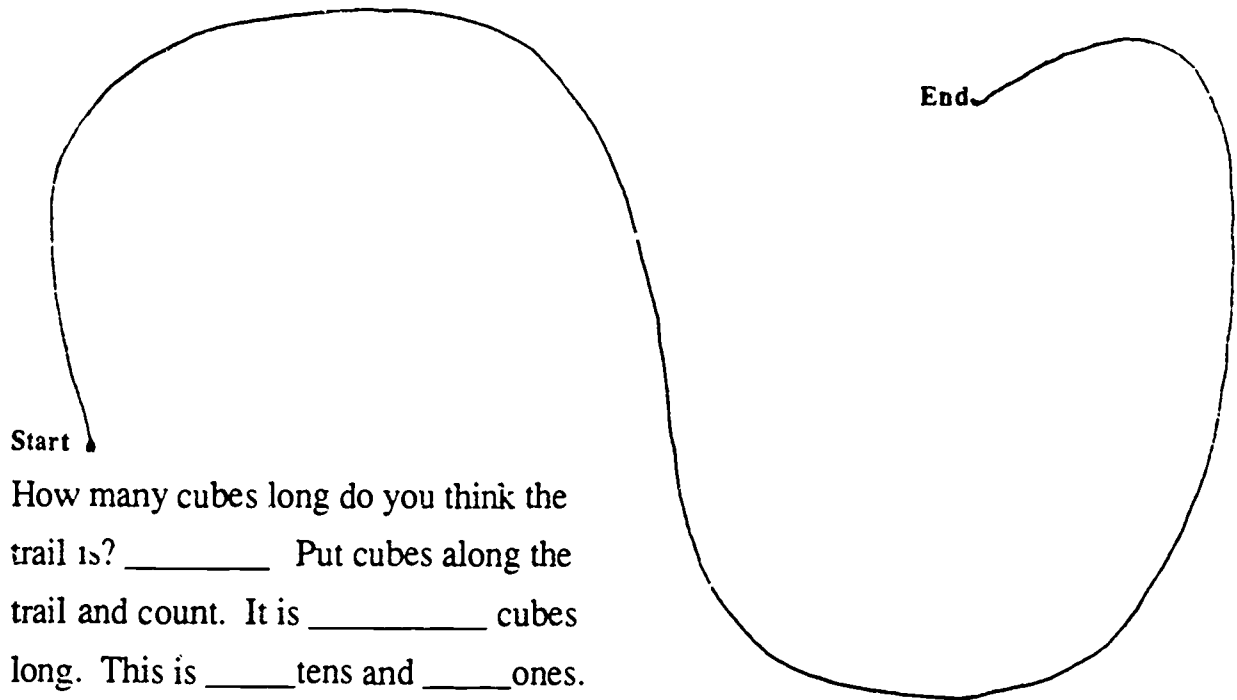 End
Start
How many cubes long do you think the
trail is? ________ Put cubes along the
trail and count. It is __________ cubes
long. This is _____tens and _____ones.